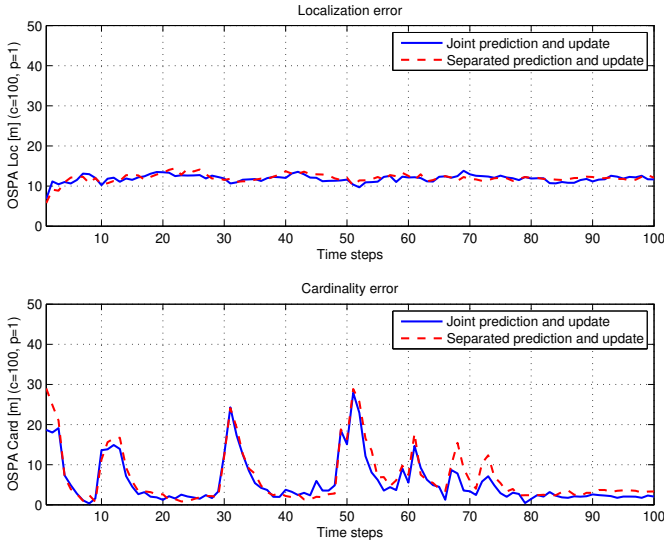 Localization error
50
40
30
20
10
0
OSPA Loc [m] (c=100, p=1)
Joint prediction and update
Separated prediction and update
10 20 30 40 50 60 70 80 90 100
Time steps
Cardinality error
50
40
30
20
10
0
OSPA Card [m] (c=100, p=1)
Joint prediction and update
Separated prediction and update
10 20 30 40 50 60 70 80 90 100
Time steps